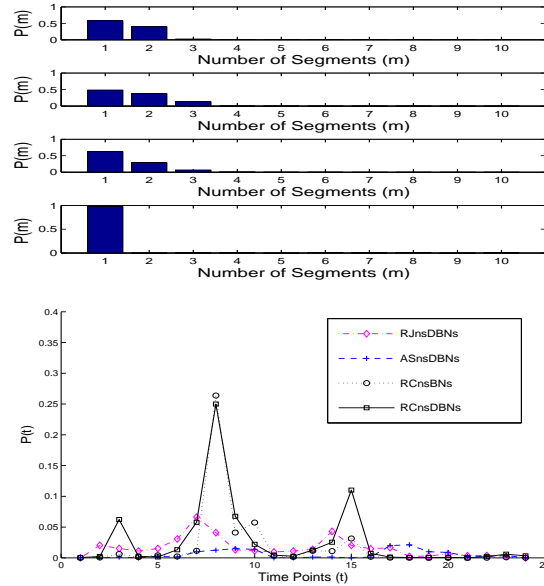 P(m)
1
0.5
0
1 2 3 4 5 6 7 8 9 10
Number of Segments (m)
P(m)
1
0.5
0
1 2 3 4 5 6 7 8 9 10
Number of Segments (m)
P(m)
1
0.5
0
1 2 3 4 5 6 7 8 9 10
Number of Segments (m)
P(m)
1
0.5
0
1 2 3 4 5 6 7 8 9 10
Number of Segments (m)
P(t)
0.4
0.35
0.3
0.25
0.2
0.15
0.1
0.05
0
RJnsDBNs
ASnsDBNs
RCnsBNs
RCnsDBNs
0 5 10 15 20 25
Time Points (t)